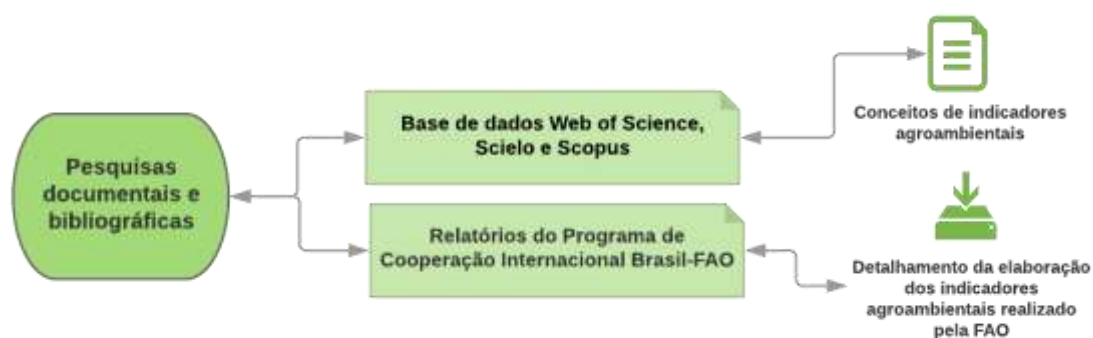 Pesquisas
documentais e
bibliográficas
Base de dados Web of Science,
Scielo e Scopus
Relatórios do Programa de
Cooperação Internacional Brasil-FAO
Conceitos de indicadores
agroambientais
Detalhamento da elaboração
dos indicadores
agroambientais realizado
pela FAO